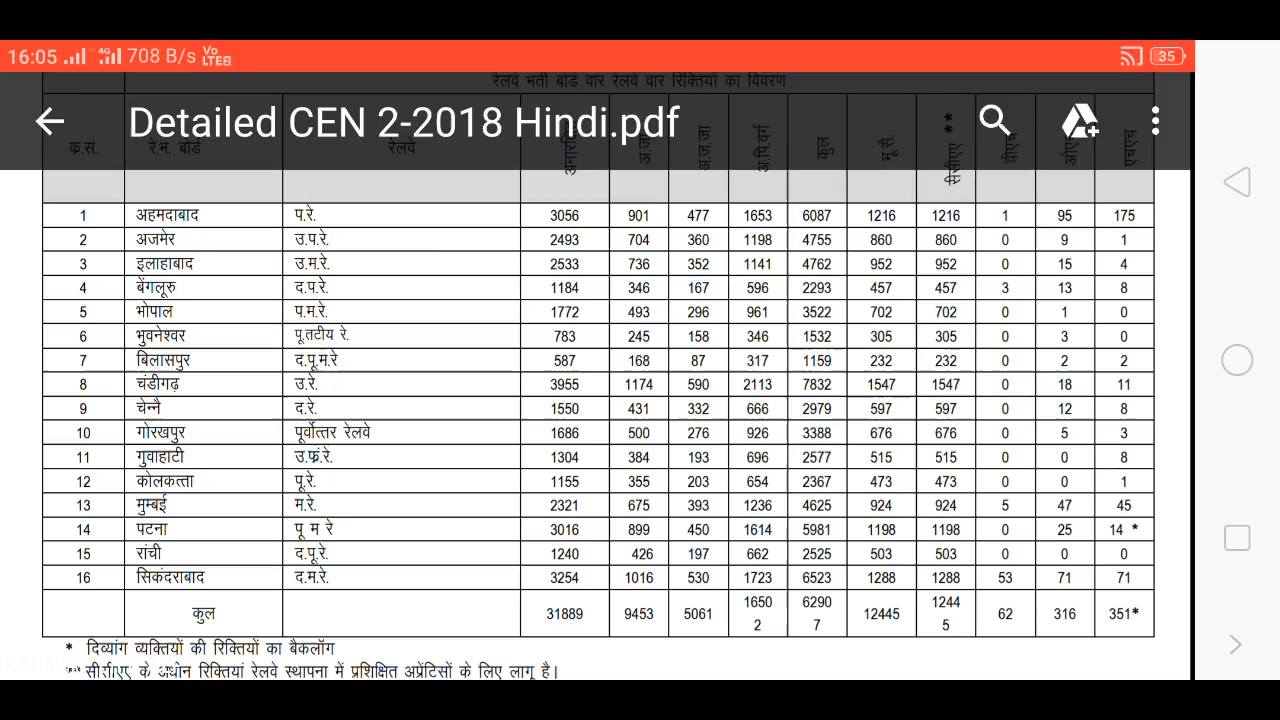 16:05 4G 708 B/s Vo LTE2 35
रेलवे भर्ती बोर्ड वार रेलवे वार रिक्तियों का विवरण
Detailed CEN 2-2018 Hindi.pdf
क्र.सं. रे.भ. बोर्ड रेलवे अनारक्षित अ.जा अ.ज.जा अ.पि.वर्ग कुल भू.सै. सीसीएए ** वीएच एचएच
1 अहमदाबाद प.रे. 3056 901 477 1653 6087 1216 1216 1 95 175
2 अजमेर उ.प.रे. 2493 704 360 1198 4755 860 860 0 9 1
3 इलाहाबाद उ.म.रे. 2533 736 352 1141 4762 952 952 0 15 4
4 बेंगलूरु द.प.रे. 1184 346 167 596 2293 457 457 3 13 8
5 भोपाल प.म.रे. 1772 493 296 961 3522 702 702 0 1 0
6 भुवनेश्वर पू.तटीय रे. 783 245 158 346 1532 305 305 0 3 0
7 बिलासपुर द.पू.म.रे 587 168 87 317 1159 232 232 0 2 2
8 चंडीगढ़ उ.रे. 3955 1174 590 2113 7832 1547 1547 0 18 11
9 चेन्नै द.रे. 1550 431 332 666 2979 597 597 0 12 8
10 गोरखपुर पूर्वोत्तर रेलवे 1686 500 276 926 3388 676 676 0 5 3
11 गुवाहाटी उ.फ्रं.रे. 1304 384 193 696 2577 515 515 0 0 8
12 कोलकत्ता पू.रे. 1155 355 203 654 2367 473 473 0 0 1
13 मुम्बई म.रे. 2321 675 393 1236 4625 924 924 5 47 45
14 पटना पू म रे 3016 899 450 1614 5981 1198 1198 0 25 14 *
15 रांची द.पू.रे. 1240 426 197 662 2525 503 503 0 0 0
16 सिकंदराबाद द.म.रे. 3254 1016 530 1723 6523 1288 1288 53 71 71
कुल 31889 9453 5061 16502 62907 12445 12445 62 316 351*
* दिव्यांग व्यक्तियों की रिक्तियों का बैकलॉग
** सीसीएए के अधीन रिक्तियां रेलवे स्थापना में प्रशिक्षित अप्रेंटिसों के लिए लागू है।